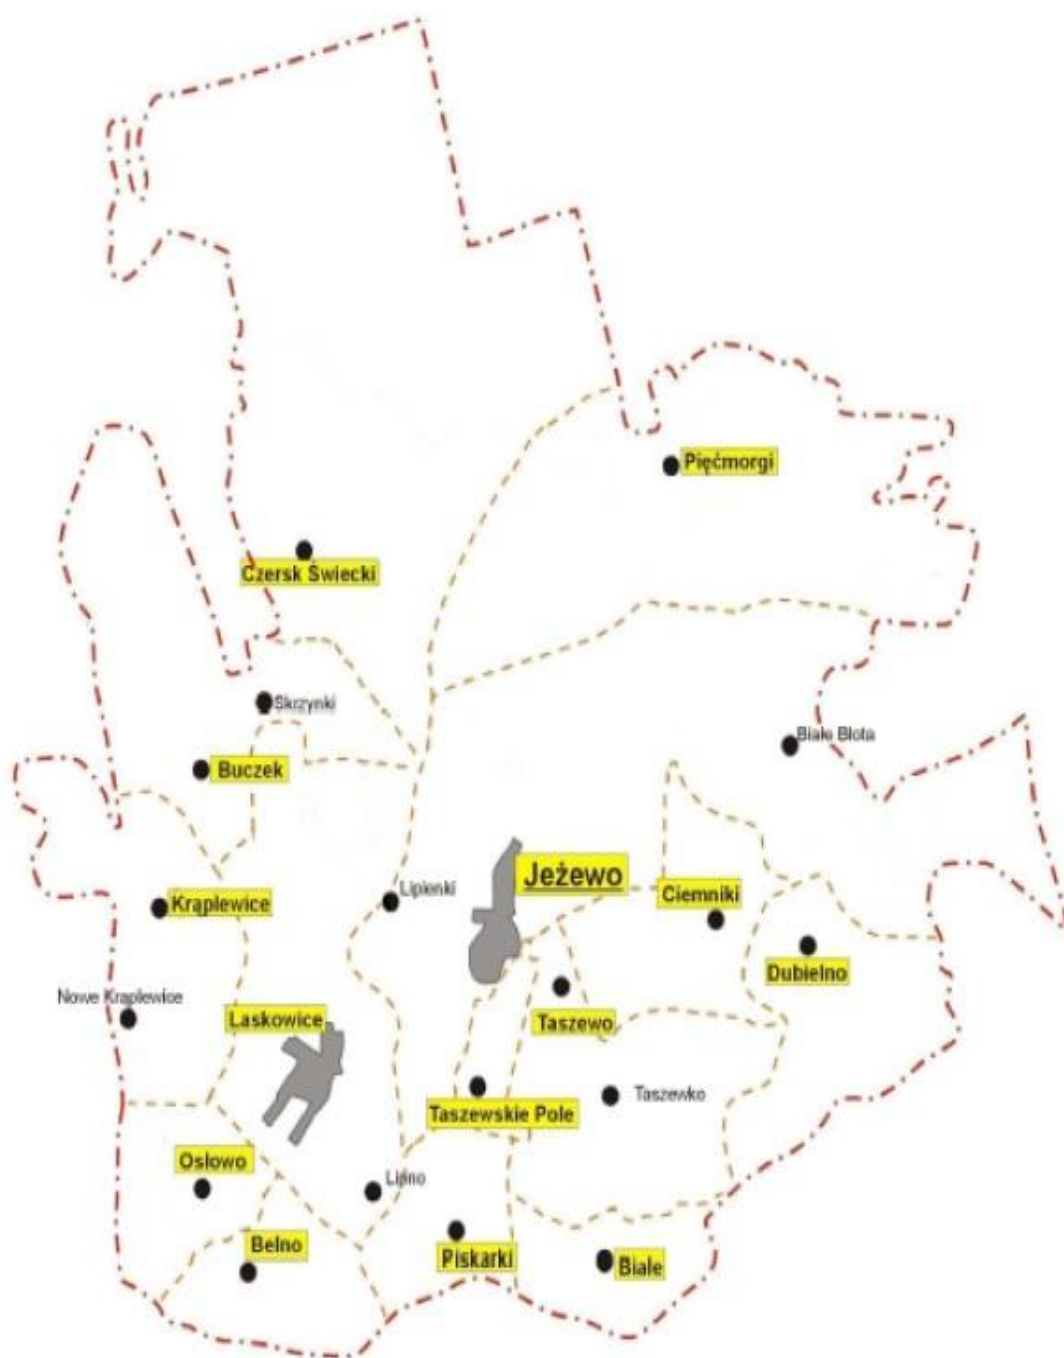 Pięćmorgi
Czersk Świecki
Skrzynki
Białe Błota
Buczek
Jeżewo
Lipienki
Ciemniki
Krąplewice
Dubielno
Nowe Krąplewice
Laskowice
Taszewo
Taszewko
Taszewskie Pole
Osłowo
Lipno
Belno
Piskarki
Białe